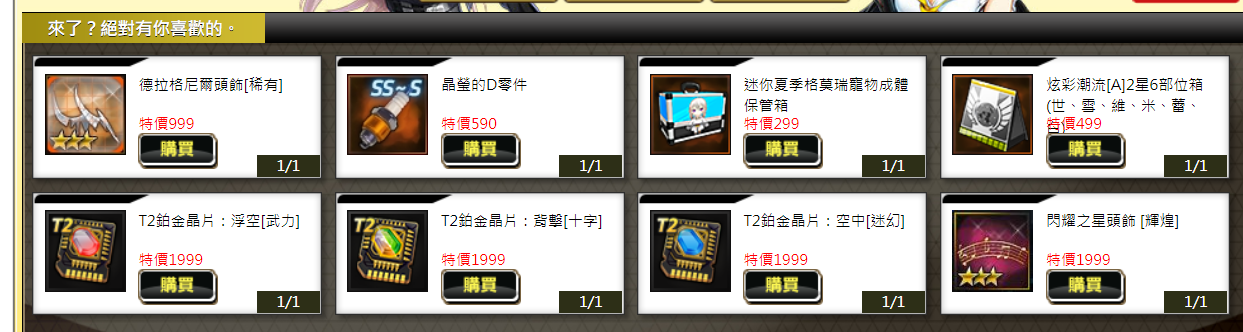 來了？絕對有你喜歡的。
德拉格尼爾頭飾[稀有]
特價999
購買
1/1
SS~S
晶瑩的D零件
特價590
購買
1/1
迷你夏季格莫瑞寵物成體
保管箱
特價299
購買
1/1
炫彩潮流[A]2星6部位箱
(世、雪、維、米、蕾、
特價499
購買
1/1
T2
T2鉑金晶片：浮空[武力]
特價1999
購買
1/1
T2
T2鉑金晶片：背擊[十字]
特價1999
購買
1/1
T2
T2鉑金晶片：空中[迷幻]
特價1999
購買
1/1
閃耀之星頭飾 [輝煌]
特價1999
購買
1/1